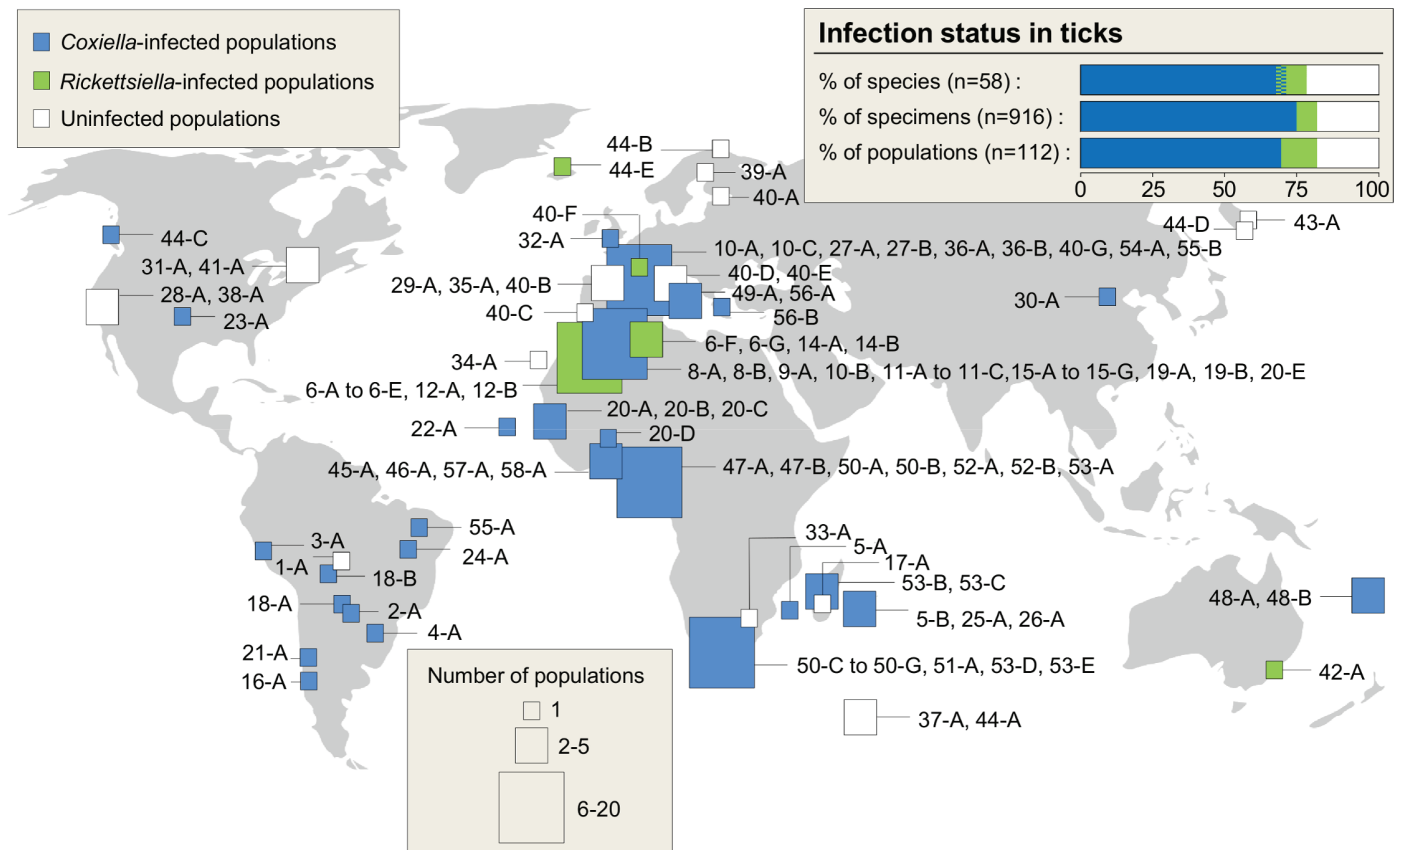 Coxiella-infected populations
Rickettsiella-infected populations
Uninfected populations
Infection status in ticks
% of species (n=58) :
% of specimens (n=916) :
% of populations (n=112) :
0 25 50 75 100
44-B
44-E
39-A
40-A
40-F
32-A
44-D
43-A
44-C
31-A, 41-A
28-A, 38-A
23-A
10-A, 10-C, 27-A, 27-B, 36-A, 36-B, 40-G, 54-A, 55-B
40-D, 40-E
29-A, 35-A, 40-B
49-A, 56-A
56-B
30-A
40-C
6-F, 6-G, 14-A, 14-B
34-A
8-A, 8-B, 9-A, 10-B, 11-A to 11-C,15-A to 15-G, 19-A, 19-B, 20-E
6-A to 6-E, 12-A, 12-B
20-A, 20-B, 20-C
22-A
20-D
45-A, 46-A, 57-A, 58-A
47-A, 47-B, 50-A, 50-B, 52-A, 52-B, 53-A
55-A
3-A
24-A
1-A
18-B
18-A
2-A
4-A
21-A
16-A
33-A
5-A
17-A
53-B, 53-C
5-B, 25-A, 26-A
48-A, 48-B
50-C to 50-G, 51-A, 53-D, 53-E
42-A
37-A, 44-A
Number of populations
1
2-5
6-20